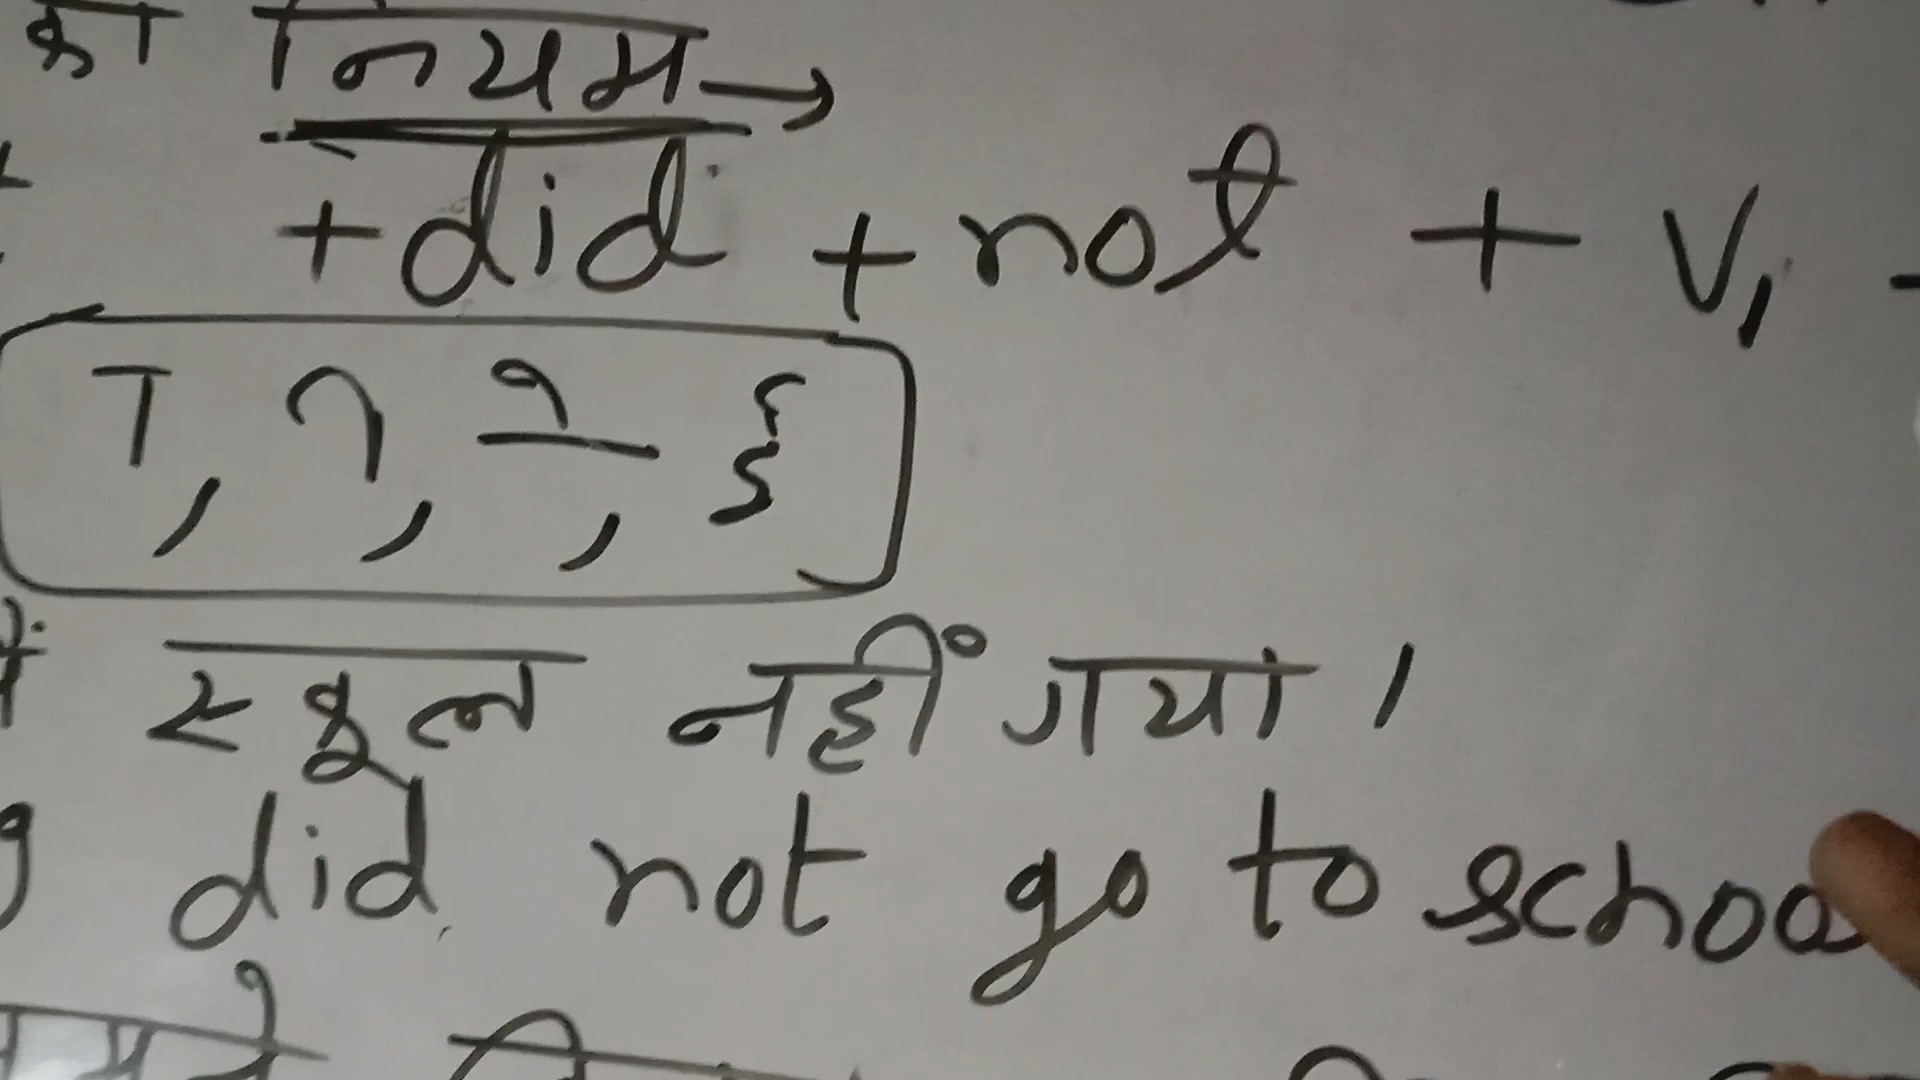 का नियम →
+ did + not + V₁
ा, ी, े, ई
में स्कूल नहीं गया ।
did not go to schoo